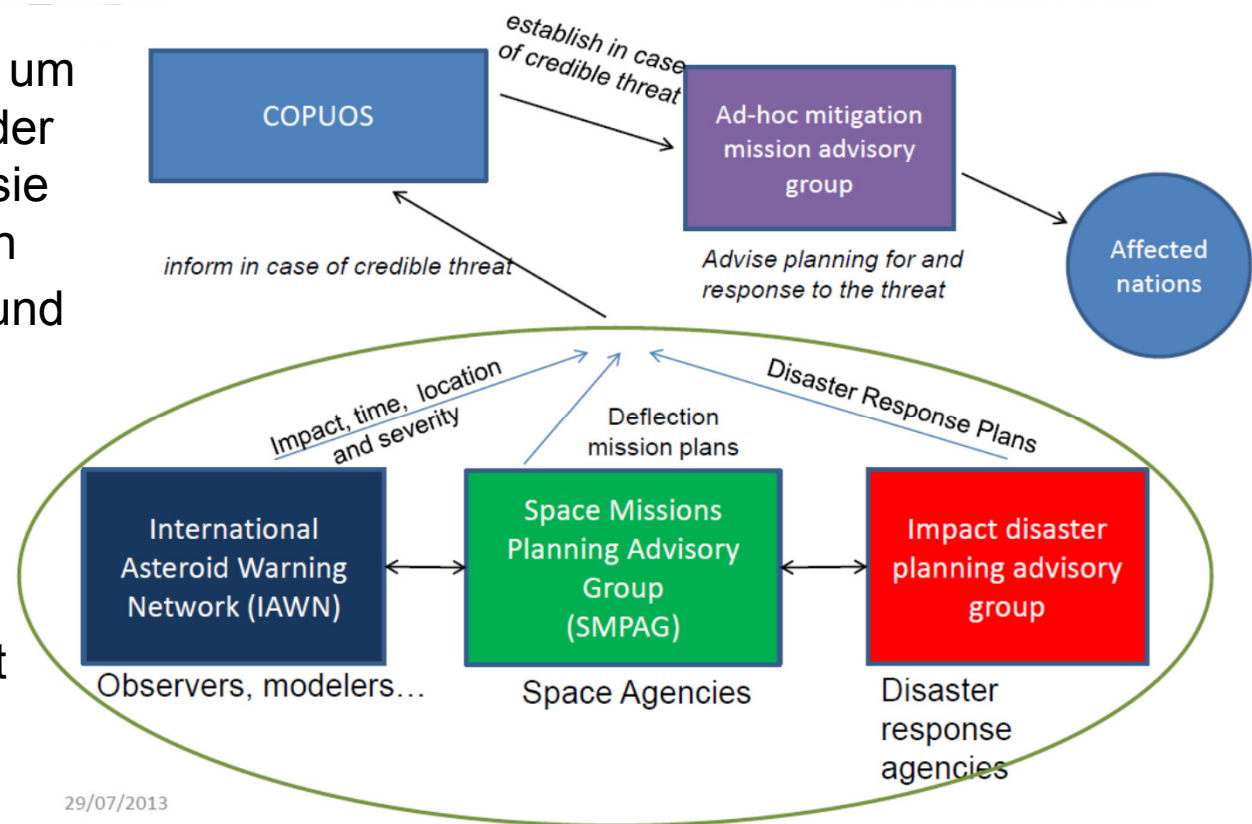 um
der
sie
n
und
t
COPUOS
establish in case
of credible threat
Ad-hoc mitigation
mission advisory
group
Affected
nations
inform in case of credible threat
Advise planning for and
response to the threat
Impact, time, location
and severity
Deflection
mission plans
Disaster Response Plans
International
Asteroid Warning
Network (IAWN)
Space Missions
Planning Advisory
Group
(SMPAG)
Impact disaster
planning advisory
group
Observers, modelers…
Space Agencies
Disaster
response
agencies
29/07/2013